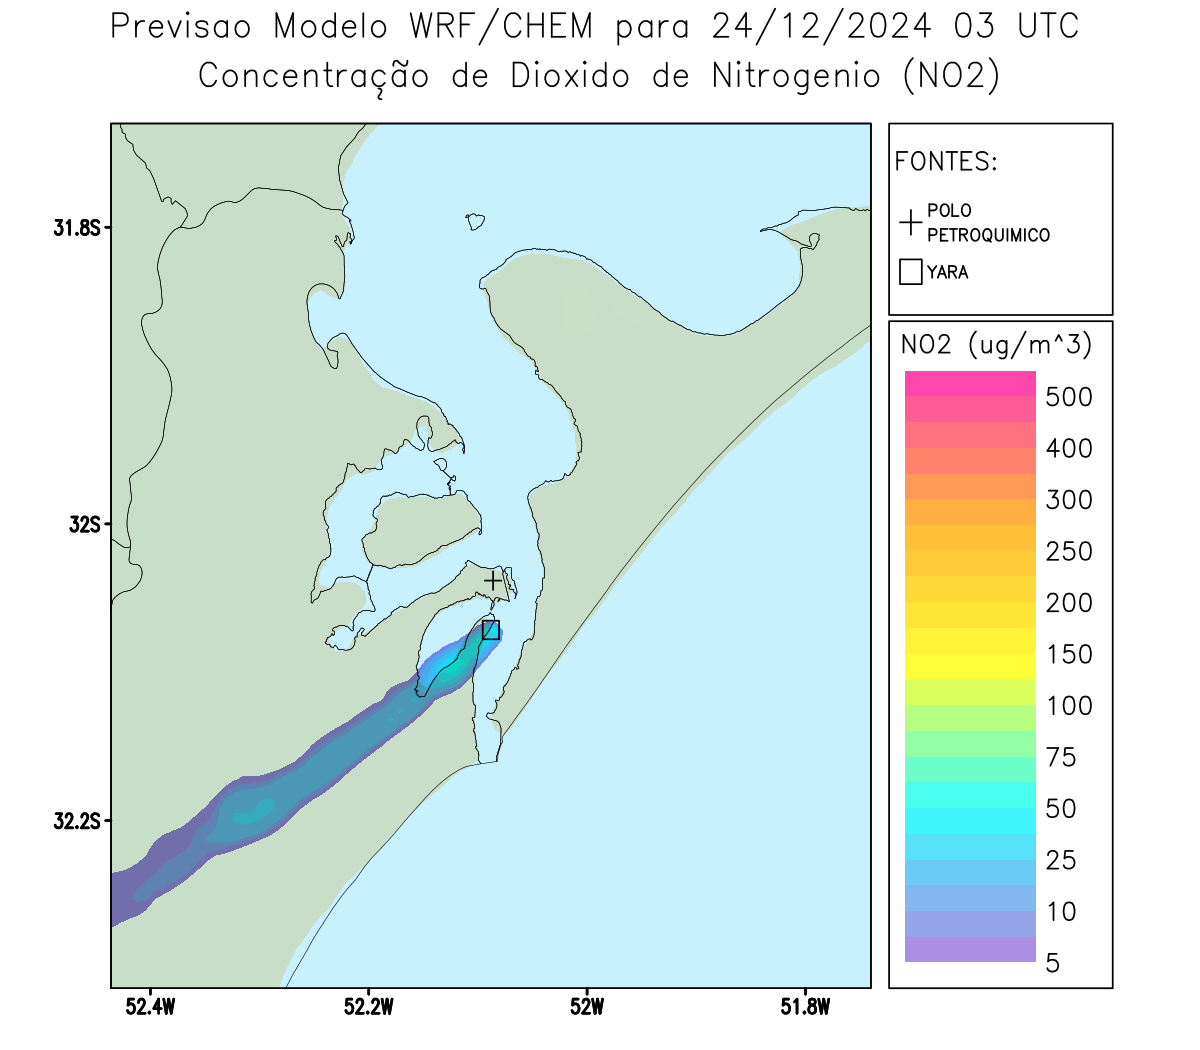 Previsao Modelo WRF/CHEM para 24/12/2024 03 UTC
Concentração de Dioxido de Nitrogenio (NO2)
FONTES:
POLO
PETROQUIMICO
YARA
31.8S
32S
32.2S
52.4W
52.2W
52W
51.8W
NO2 (ug/m^3)
500
400
300
250
200
150
100
75
50
25
10
5